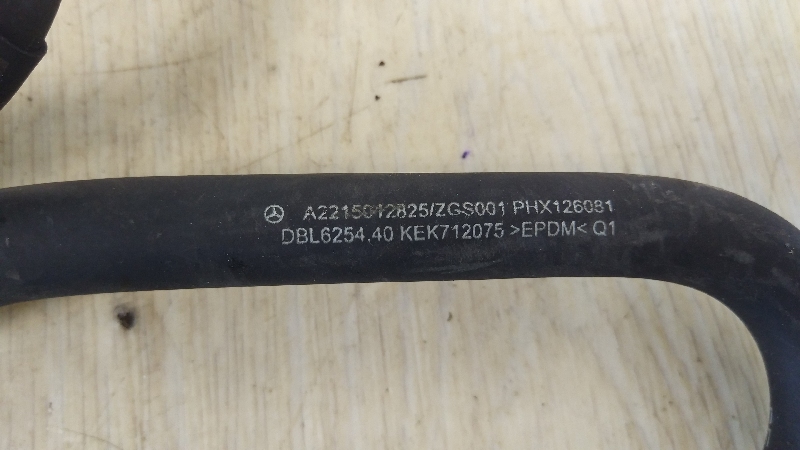 A2215012825/ZGS001 PHX126081
DBL6254.40 KEK712075 >EPDM< Q1